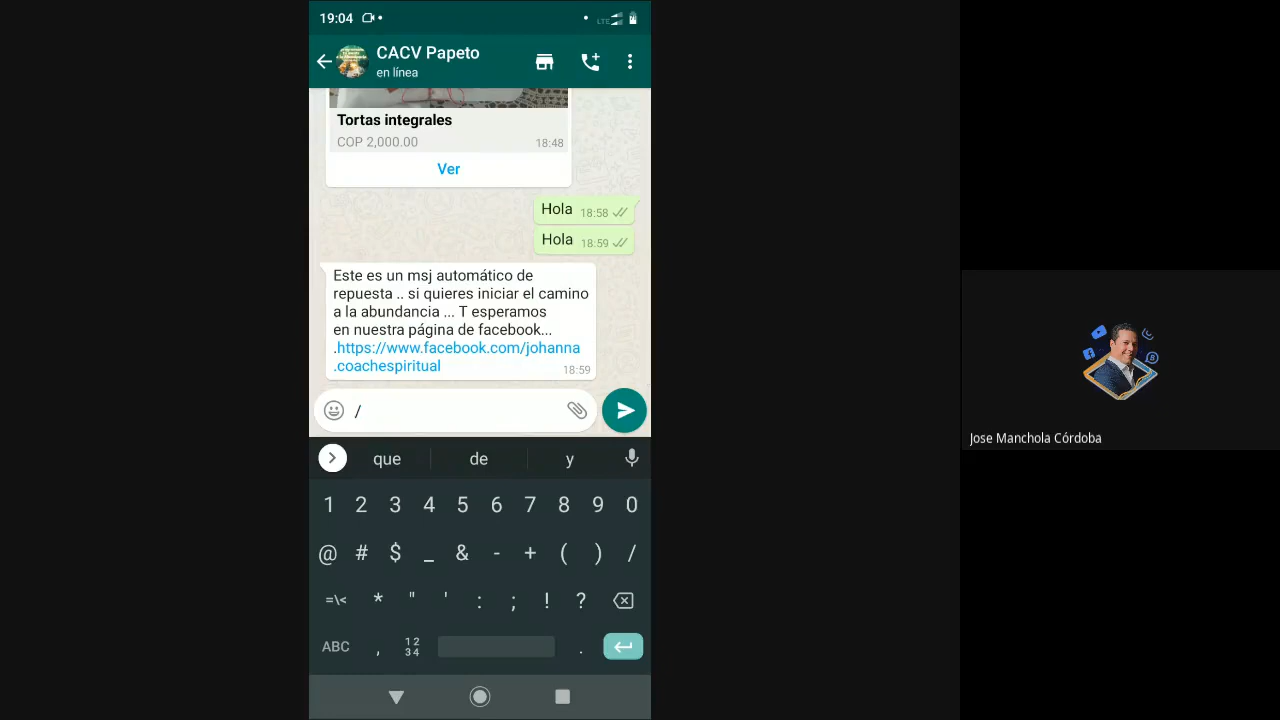 19:04
LTE
CACV Papeto
en línea
Tortas integrales
COP 2,000.00
18:48
Ver
Hola 18:58
Hola 18:59
Este es un msj automático de
repuesta .. si quieres iniciar el camino
a la abundancia ... T esperamos
en nuestra página de facebook...
.https://www.facebook.com/johanna
.coachespiritual
18:59
/
que de y
1 2 3 4 5 6 7 8 9 0
@ # $ _ & - + ( ) /
=\< * " ' : ; ! ?
ABC , 12 34 .
Jose Manchola Córdoba